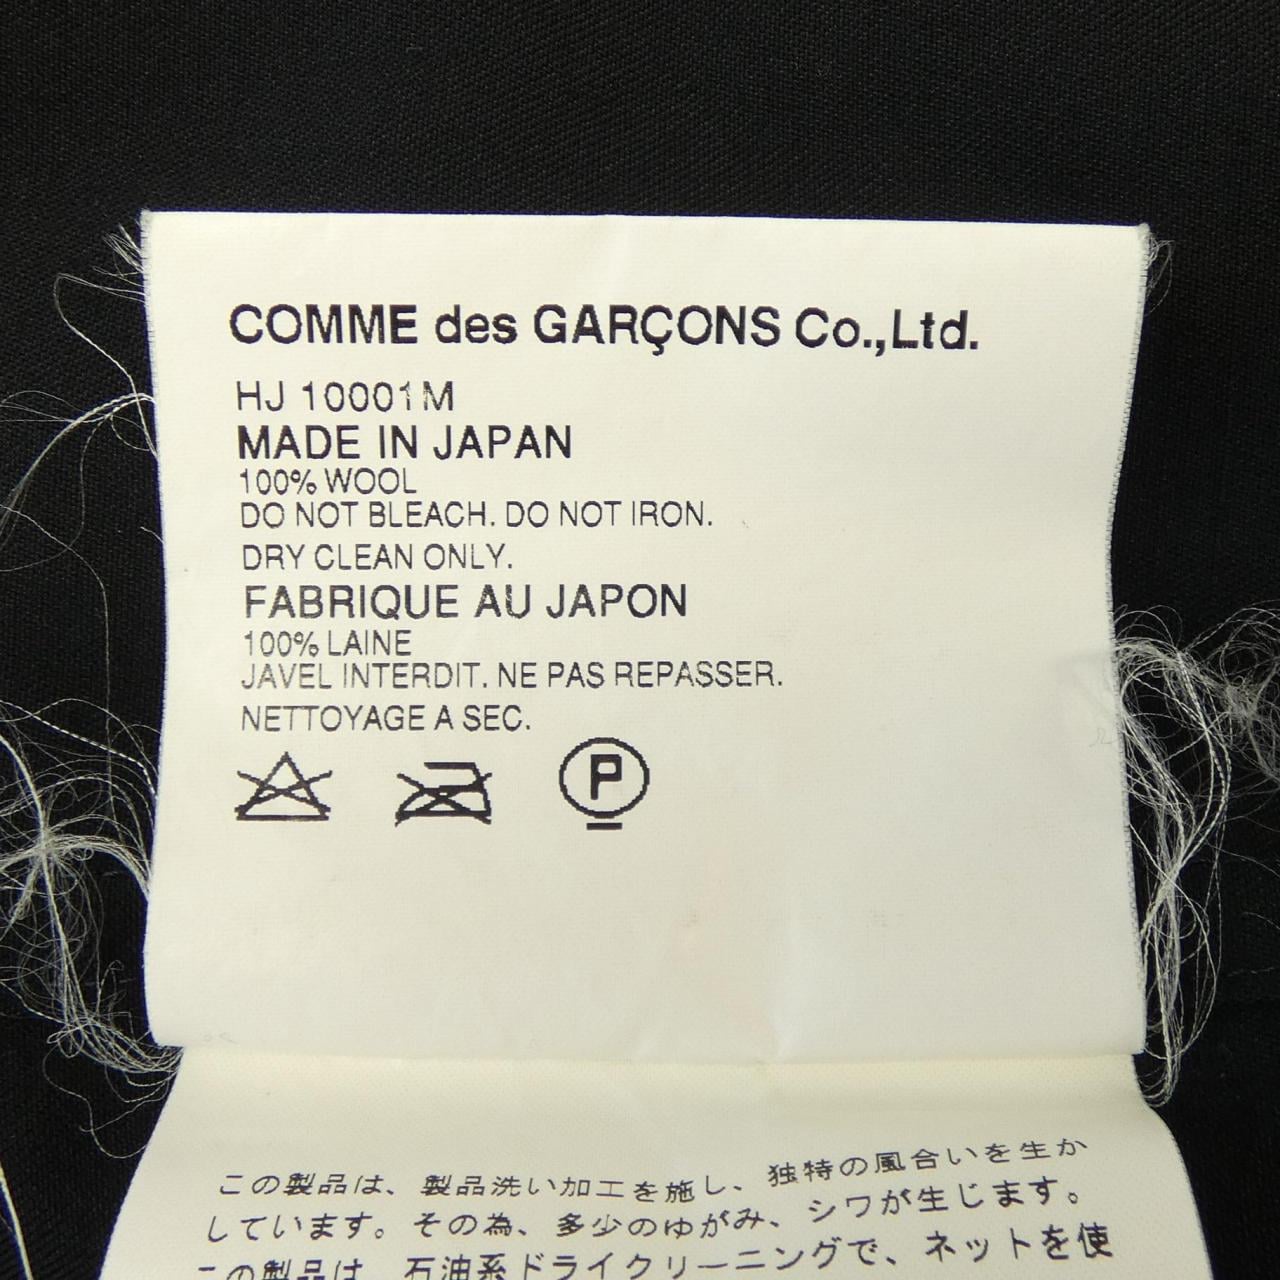 COMME des GARÇONS Co.,Ltd.
HJ 10001M
MADE IN JAPAN
100% WOOL
DO NOT BLEACH. DO NOT IRON.
DRY CLEAN ONLY.
FABRIQUE AU JAPON
100% LAINE
JAVEL INTERDIT. NE PAS REPASSER.
NETTOYAGE A SEC.
P
この製品は、製品洗い加工を施し、独特の風合いを生か
しています。その為、多少のゆがみ、シワが生じます。
この製品は、石油系ドライクリーニングで、ネットを使